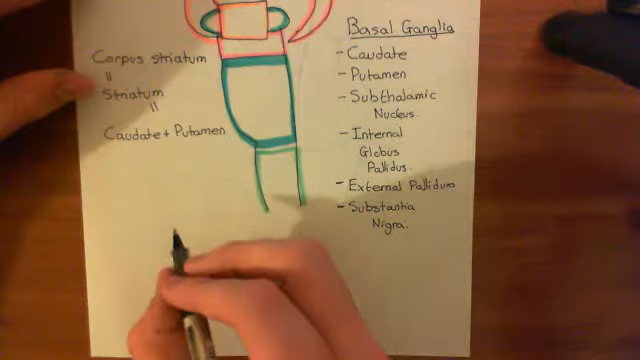 Basal Ganglia
- Caudate
- Putamen
- Subthalamic
Nucleus.
- Internal
Globus
Pallidus.
- External Pallidum
- Substantia
Nigra.
Corpus striatum
=
Striatum
=
Caudate + Putamen